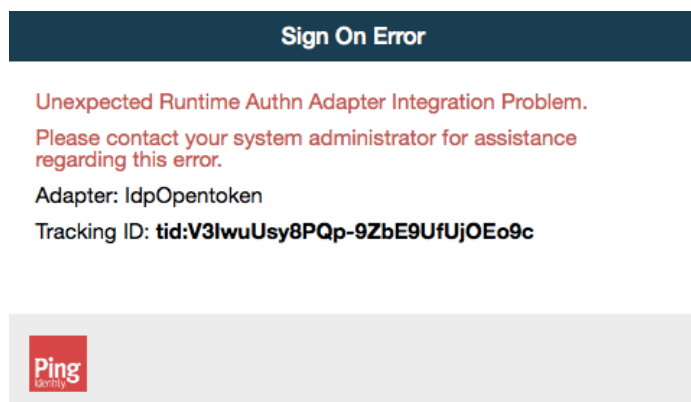 Sign On Error
Unexpected Runtime Authn Adapter Integration Problem.
Please contact your system administrator for assistance
regarding this error.
Adapter: IdpOpentoken
Tracking ID: tid:V3lwuUsy8PQp-9ZbE9UfUjOEo9c
Ping
Identity